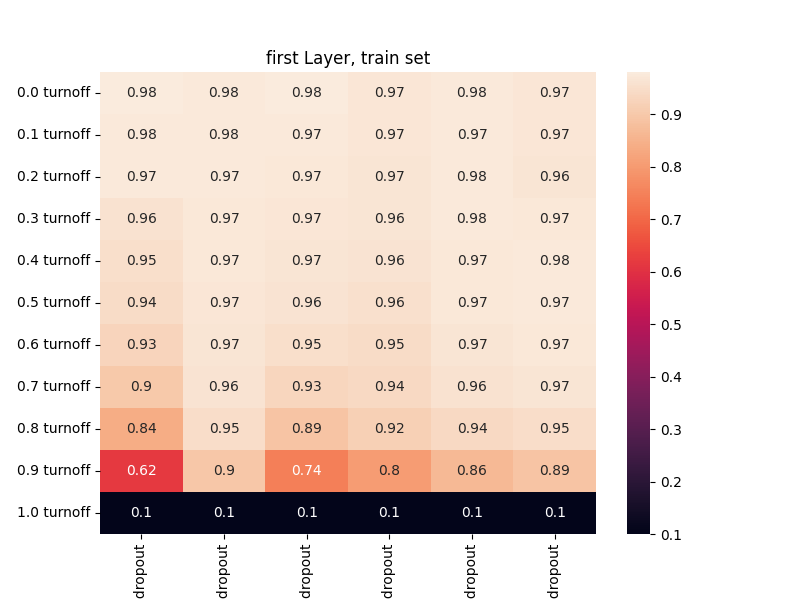 first Layer, train set
0.0 turnoff 0.98 0.98 0.98 0.97 0.98 0.97
0.1 turnoff 0.98 0.98 0.97 0.97 0.97 0.97
0.2 turnoff 0.97 0.97 0.97 0.97 0.98 0.96
0.3 turnoff 0.96 0.97 0.97 0.96 0.98 0.97
0.4 turnoff 0.95 0.97 0.97 0.96 0.97 0.98
0.5 turnoff 0.94 0.97 0.96 0.96 0.97 0.97
0.6 turnoff 0.93 0.97 0.95 0.95 0.97 0.97
0.7 turnoff 0.9 0.96 0.93 0.94 0.96 0.97
0.8 turnoff 0.84 0.95 0.89 0.92 0.94 0.95
0.9 turnoff 0.62 0.9 0.74 0.8 0.86 0.89
1.0 turnoff 0.1 0.1 0.1 0.1 0.1 0.1
dropout dropout dropout dropout dropout dropout
0.9
0.8
0.7
0.6
0.5
0.4
0.3
0.2
0.1